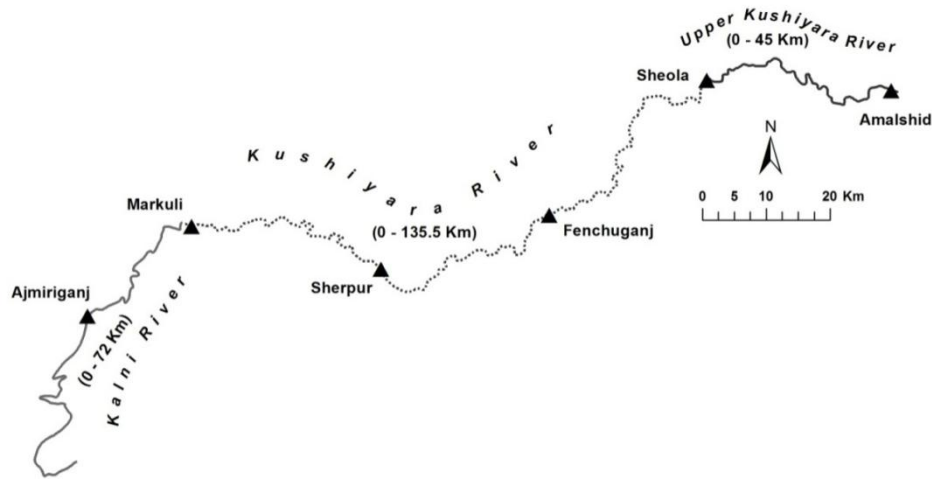 Upper Kushiyara River
(0 - 45 Km)
Sheola
Amalshid
N
0 5 10 20 Km
Kushiyara River
(0 - 135.5 Km)
Markuli
Fenchuganj
Sherpur
Ajmiriganj
(0 - 72 Km)
Kalni River